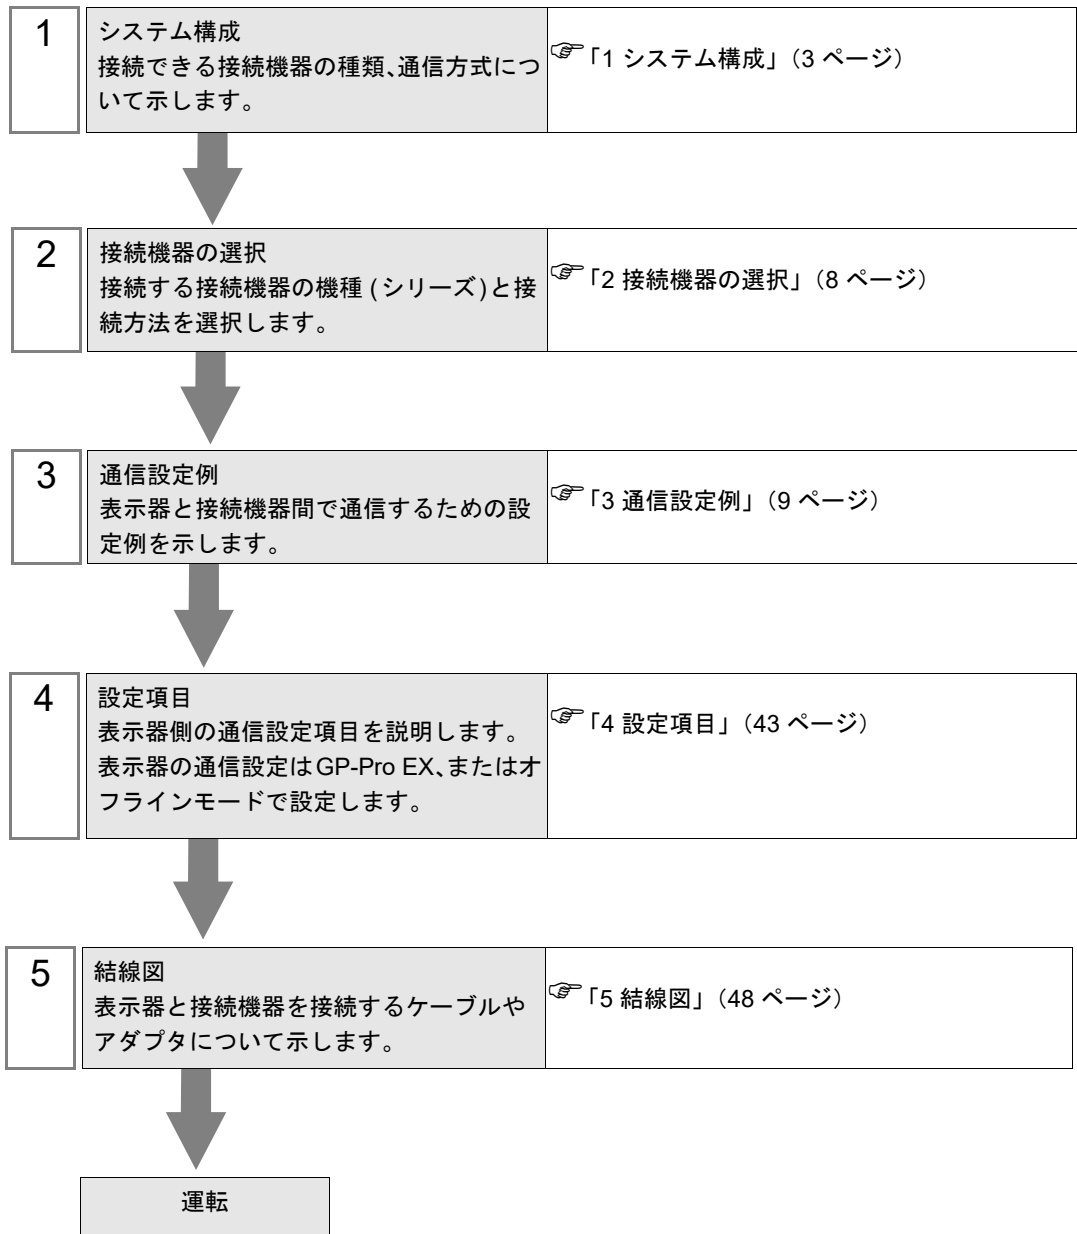 1
システム構成
接続できる接続機器の種類、通信方式につ
いて示します。
☞「1 システム構成」(3 ページ)
2
接続機器の選択
接続する接続機器の機種 (シリーズ)と接
続方法を選択します。
☞「2 接続機器の選択」(8 ページ)
3
通信設定例
表示器と接続機器間で通信するための設
定例を示します。
☞「3 通信設定例」(9 ページ)
4
設定項目
表示器側の通信設定項目を説明します。
表示器の通信設定はGP-Pro EX、またはオ
フラインモードで設定します。
☞「4 設定項目」(43 ページ)
5
結線図
表示器と接続機器を接続するケーブルや
アダプタについて示します。
☞「5 結線図」(48 ページ)
運転